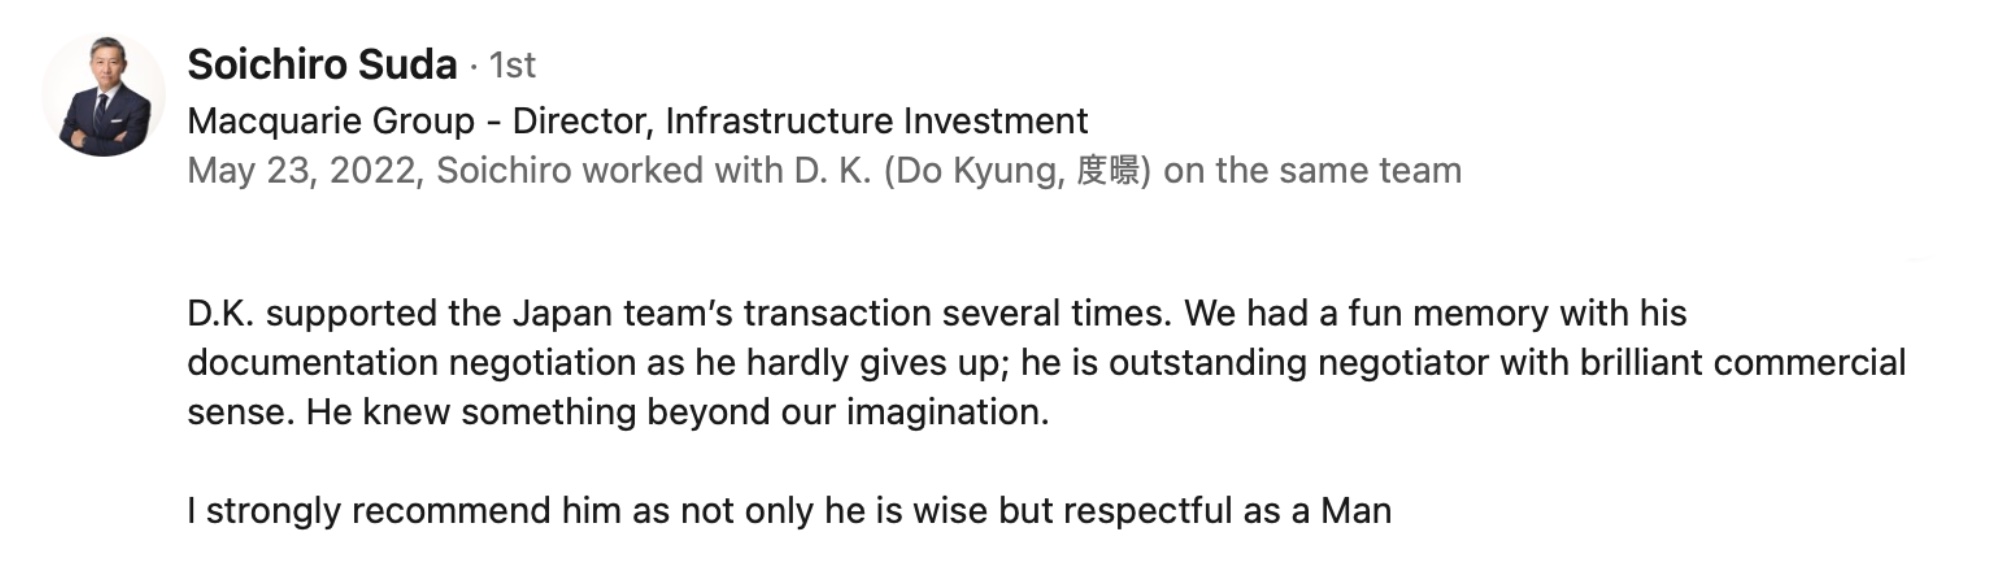 Soichiro Suda · 1st
Macquarie Group - Director, Infrastructure Investment
May 23, 2022, Soichiro worked with D. K. (Do Kyung, 度暻) on the same team
D.K. supported the Japan team’s transaction several times. We had a fun memory with his
documentation negotiation as he hardly gives up; he is outstanding negotiator with brilliant commercial
sense. He knew something beyond our imagination.
I strongly recommend him as not only he is wise but respectful as a Man